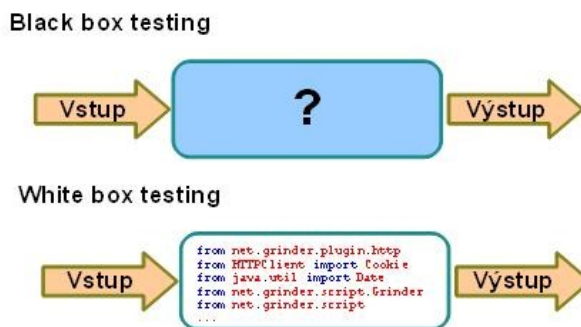 Black box testing
Vstup ? Výstup
White box testing
from net.grinder.plugin.http
from HTTPClient import Cookie
from java.util import Date
Vstup Výstup
from net.grinder.script.Grinder
from net.grinder.script
...